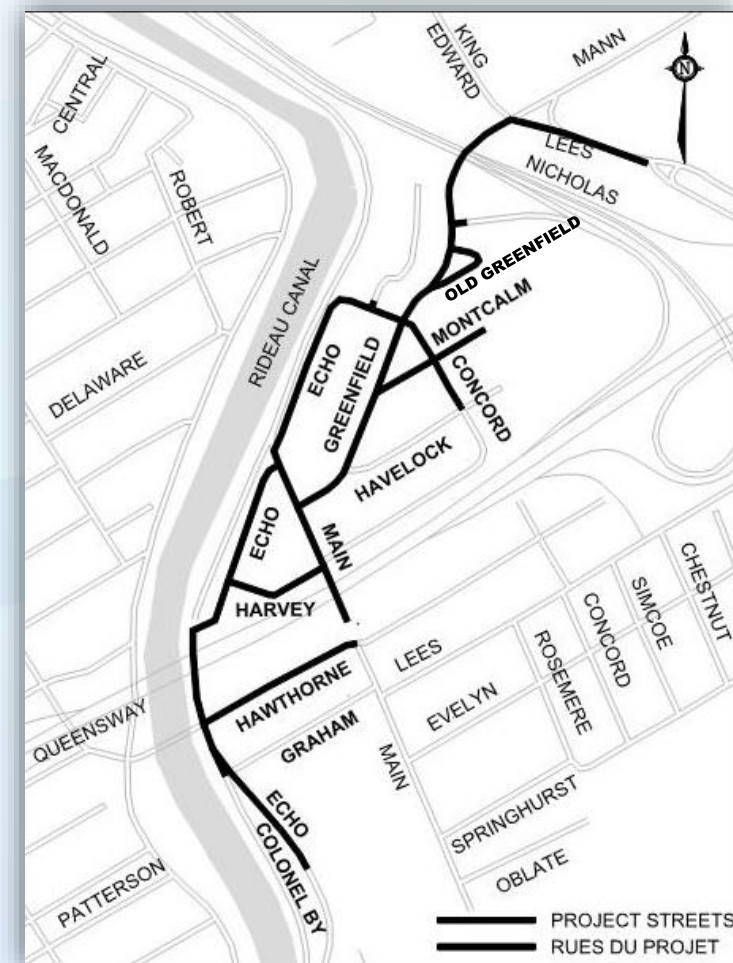 KING
EDWARD
MANN
N
CENTRAL
LEES
NICHOLAS
MACDONALD
ROBERT
OLD GREENFIELD
RIDEAU CANAL
MONTCALM
ECHO
GREENFIELD
CONCORD
DELAWARE
HAVELOCK
ECHO
MAIN
HARVEY
CHESTNUT
SIMCOE
CONCORD
ROSEMERE
LEES
HAWTHORNE
EVELYN
GRAHAM
QUEENSWAY
MAIN
ECHO
SPRINGHURST
COLONEL BY
OBLATE
PATTERSON
PROJECT STREETS
RUES DU PROJET